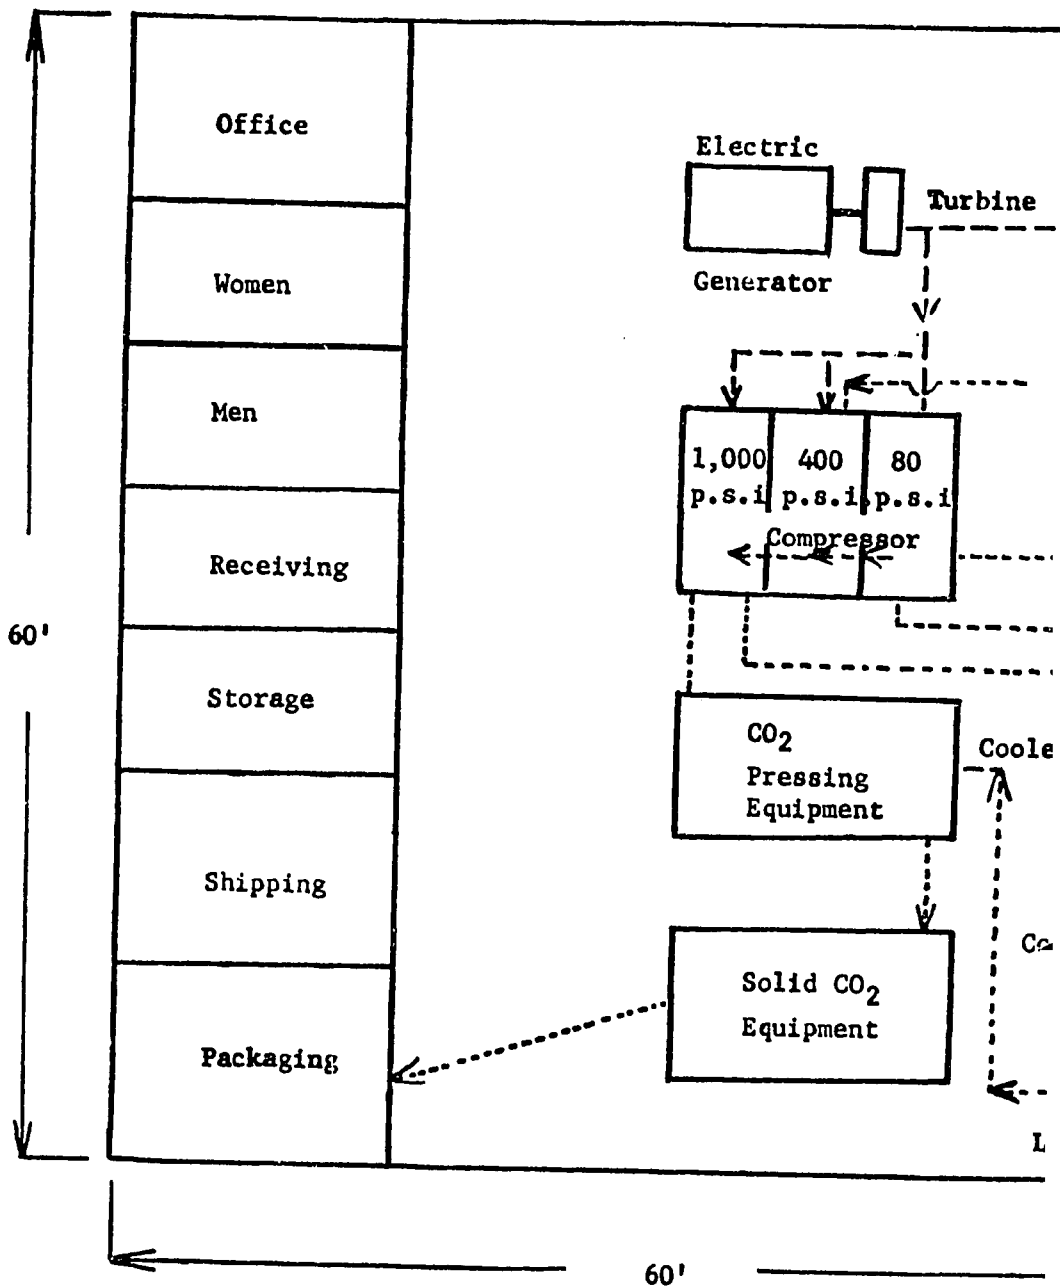 Office
Women
Men
Receiving
Storage
Shipping
Packaging
60'
60'
Electric
Generator
Turbine
1,000 400 80
p.s.i p.s.i. p.s.i
Compressor
CO₂
Pressing
Equipment
Coole
Solid CO₂
Equipment
L